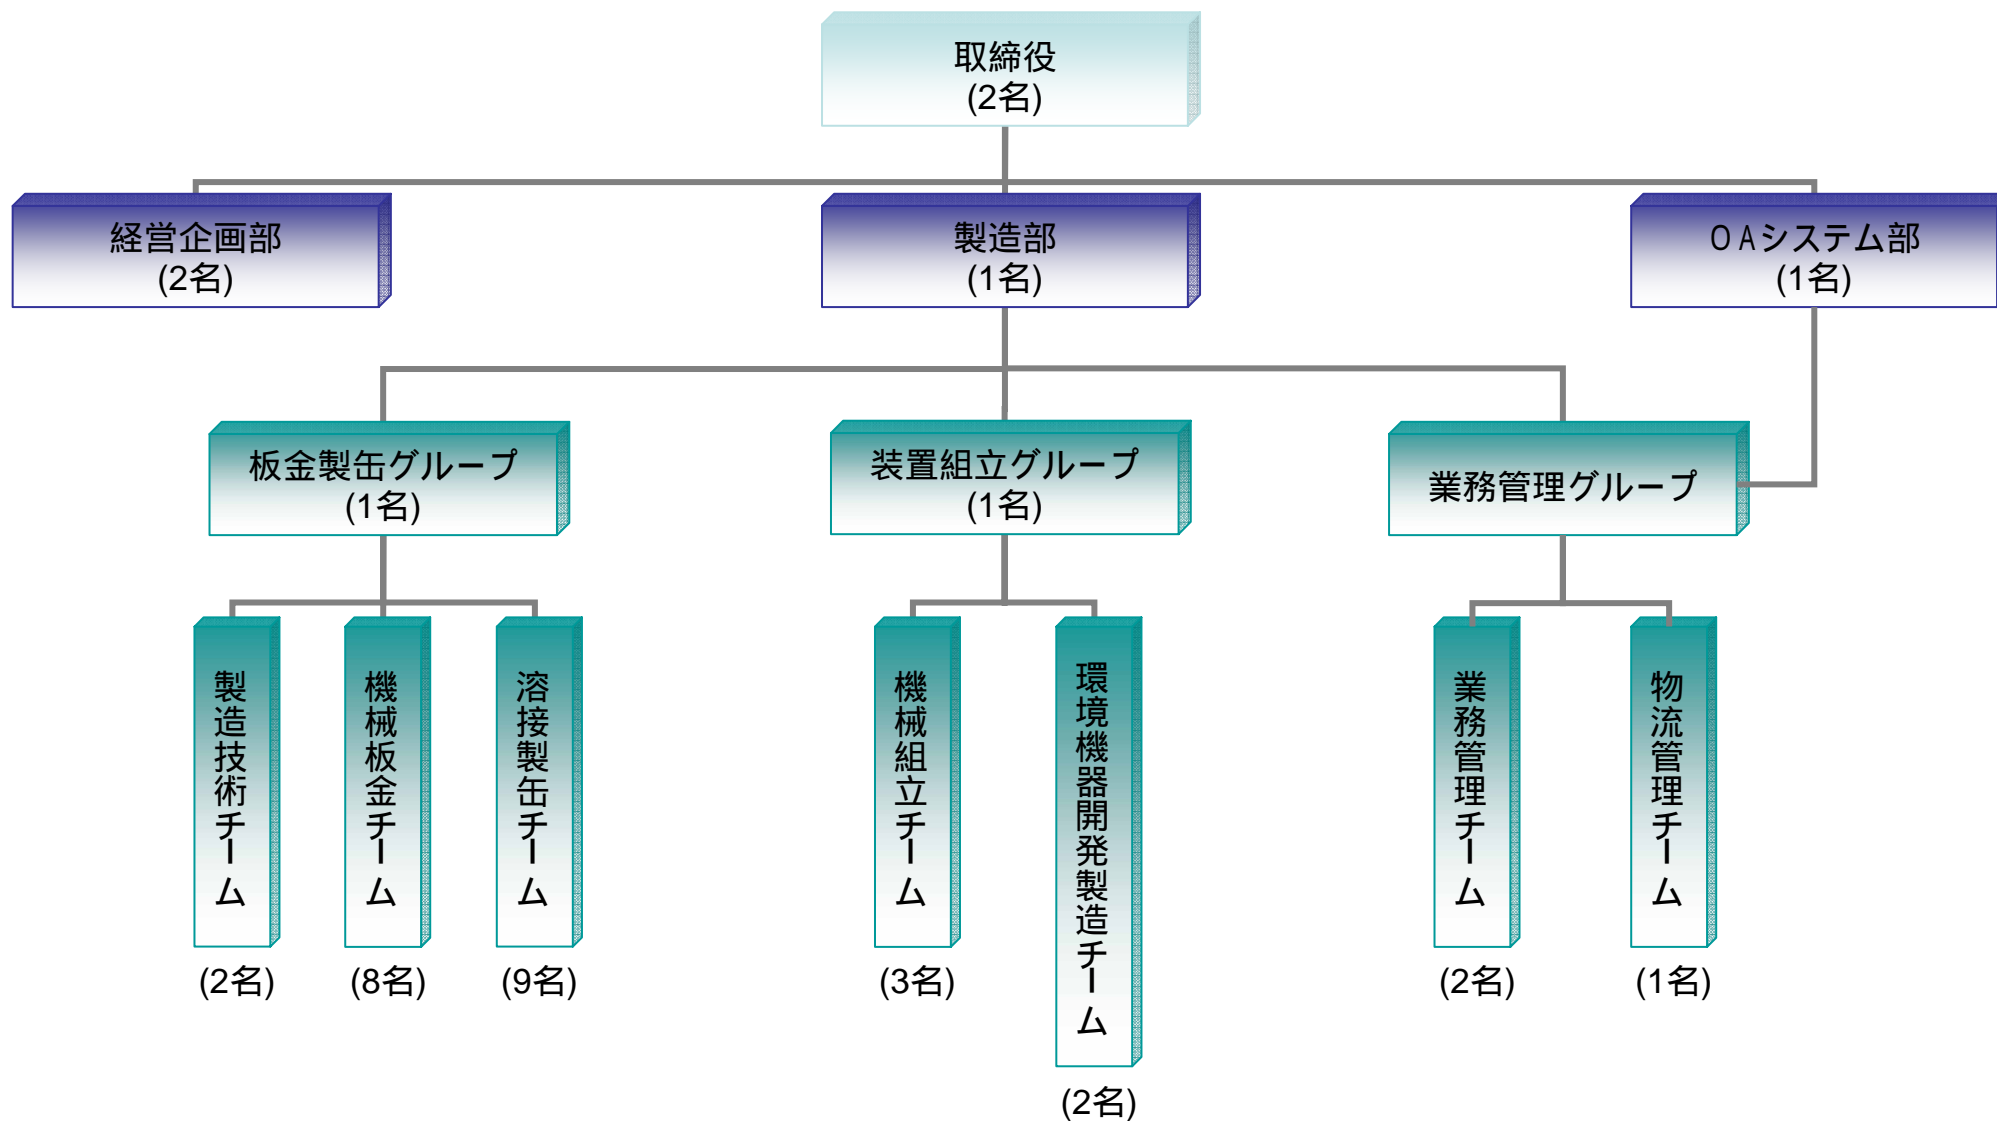 取締役
(2名)
経営企画部
(2名)
製造部
(1名)
ＯＡシステム部
(1名)
板金製缶グループ
(1名)
装置組立グループ
(1名)
業務管理グループ
製造技術チーム
(2名)
機械板金チーム
(8名)
溶接製缶チーム
(9名)
機械組立チーム
(3名)
環境機器開発製造チーム
(2名)
業務管理チーム
(2名)
物流管理チーム
(1名)